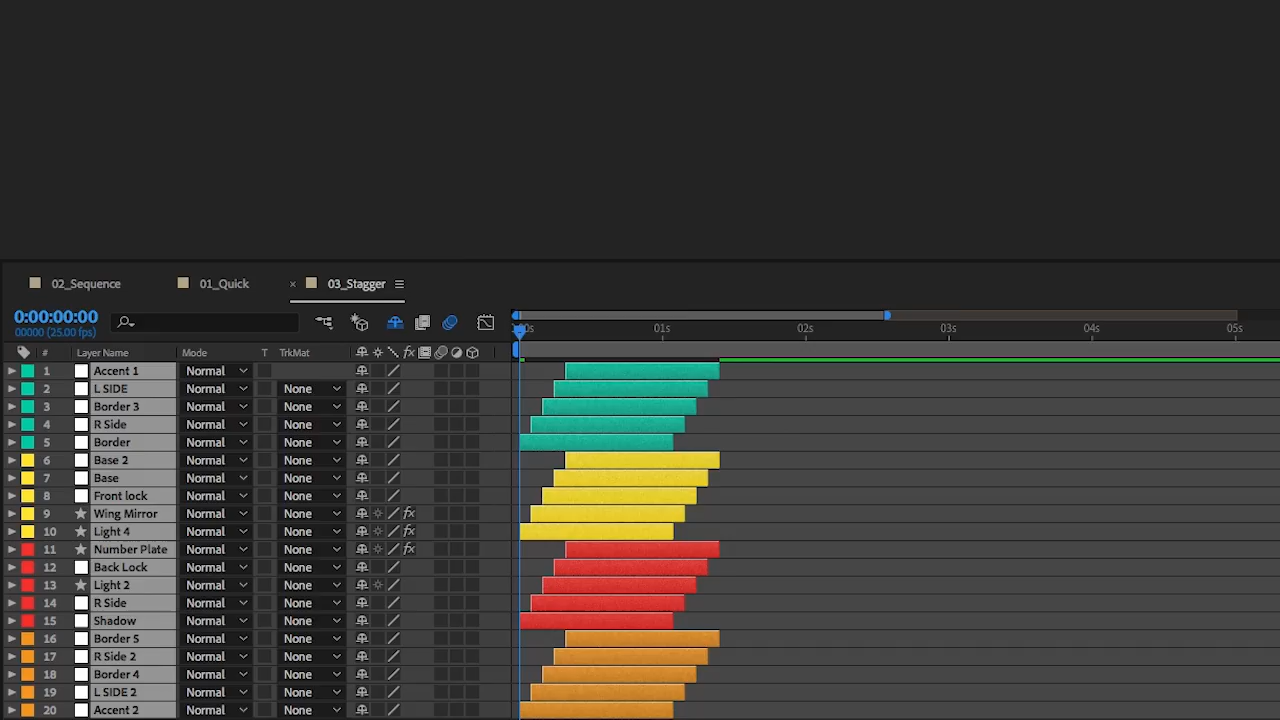 02_Sequence 01_Quick × 03_Stagger
0:00:00:00
00000 (25.00 fps)
:00s 01s 02s 03s 04s 05s
# Layer Name Mode T TrkMat fx
1 Accent 1 Normal
2 L SIDE Normal None
3 Border 3 Normal None
4 R Side Normal None
5 Border Normal None
6 Base 2 Normal None
7 Base Normal None
8 Front lock Normal None
9 Wing Mirror Normal None fx
10 Light 4 Normal None fx
11 Number Plate Normal None fx
12 Back Lock Normal None
13 Light 2 Normal None
14 R Side Normal None
15 Shadow Normal None
16 Border 5 Normal None
17 R Side 2 Normal None
18 Border 4 Normal None
19 L SIDE 2 Normal None
20 Accent 2 Normal None